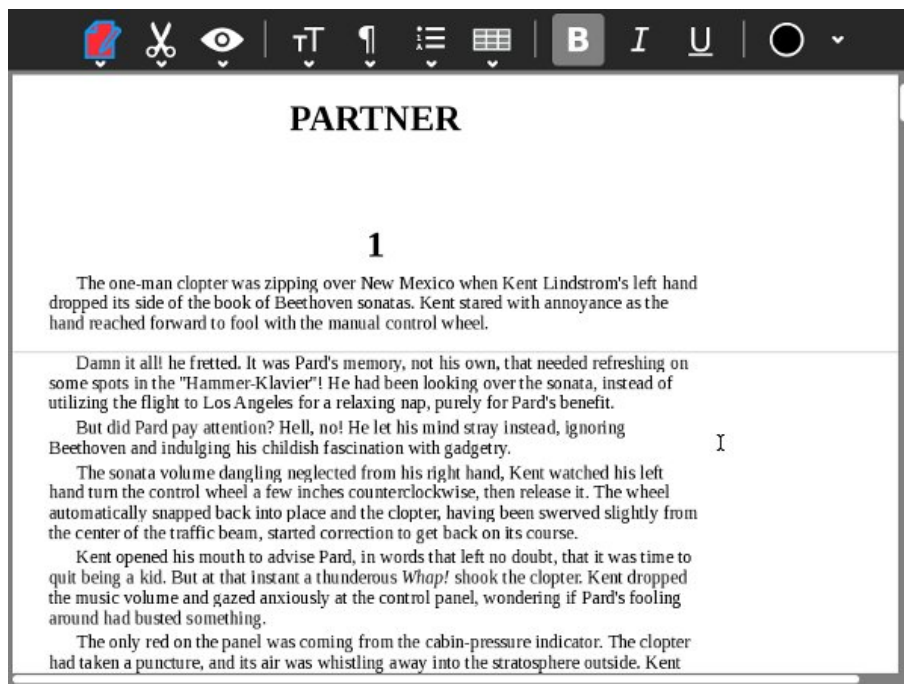 B I U
PARTNER
1
The one-man clopter was zipping over New Mexico when Kent Lindstrom's left hand
dropped its side of the book of Beethoven sonatas. Kent stared with annoyance as the
hand reached forward to fool with the manual control wheel.
Damn it all! he fretted. It was Pard's memory, not his own, that needed refreshing on
some spots in the "Hammer-Klavier"! He had been looking over the sonata, instead of
utilizing the flight to Los Angeles for a relaxing nap, purely for Pard's benefit.
But did Pard pay attention? Hell, no! He let his mind stray instead, ignoring
Beethoven and indulging his childish fascination with gadgetry.
The sonata volume dangling neglected from his right hand, Kent watched his left
hand turn the control wheel a few inches counterclockwise, then release it. The wheel
automatically snapped back into place and the clopter, having been swerved slightly from
the center of the traffic beam, started correction to get back on its course.
Kent opened his mouth to advise Pard, in words that left no doubt, that it was time to
quit being a kid. But at that instant a thunderous Whap! shook the clopter. Kent dropped
the music volume and gazed anxiously at the control panel, wondering if Pard's fooling
around had busted something.
The only red on the panel was coming from the cabin-pressure indicator. The clopter
had taken a puncture, and its air was whistling away into the stratosphere outside. Kent